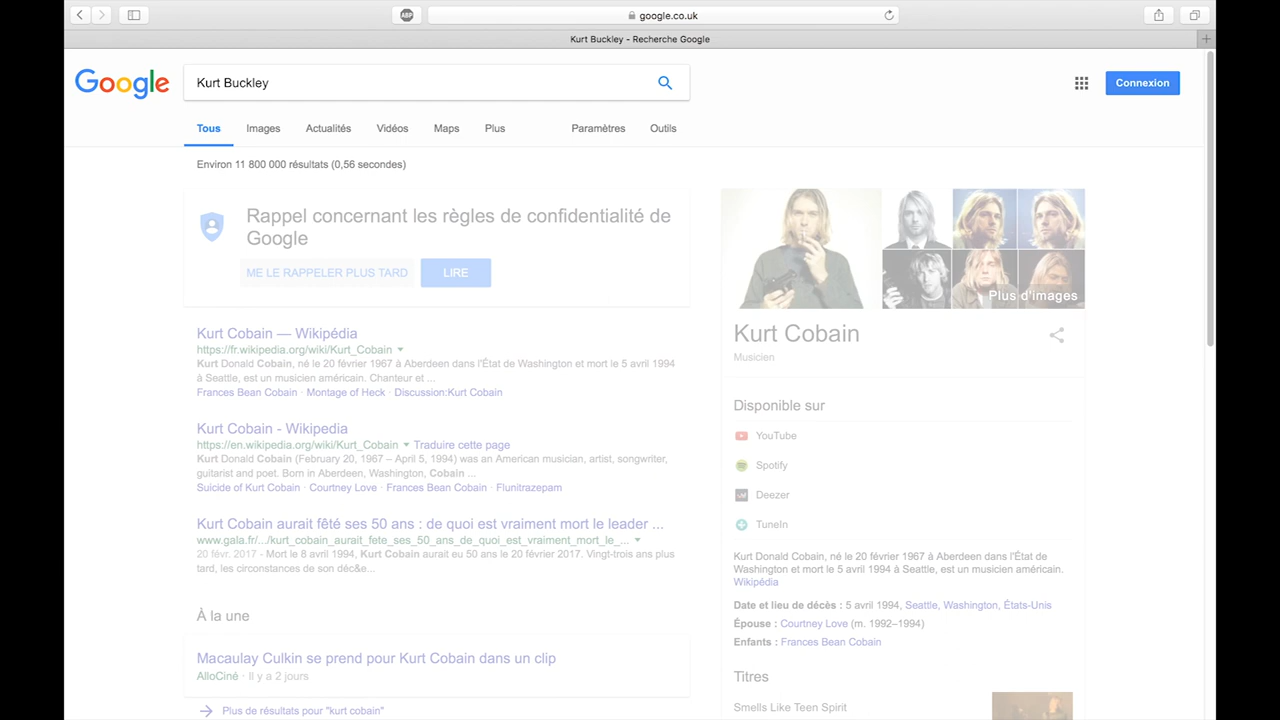 google.co.uk
Kurt Buckley - Recherche Google
Google
Kurt Buckley
Connexion
Tous
Images
Actualités
Vidéos
Maps
Plus
Paramètres
Outils
Environ 11 800 000 résultats (0,56 secondes)
Rappel concernant les règles de confidentialité de
Google
ME LE RAPPELER PLUS TARD
LIRE
Kurt Cobain — Wikipédia
https://fr.wikipedia.org/wiki/Kurt_Cobain
Kurt Donald Cobain, né le 20 février 1967 à Aberdeen dans l'État de Washington et mort le 5 avril 1994
à Seattle, est un musicien américain. Chanteur et ...
Frances Bean Cobain · Montage of Heck · Discussion:Kurt Cobain
Kurt Cobain - Wikipedia
https://en.wikipedia.org/wiki/Kurt_Cobain Traduire cette page
Kurt Donald Cobain (February 20, 1967 – April 5, 1994) was an American musician, artist, songwriter,
guitarist and poet. Born in Aberdeen, Washington, Cobain ...
Suicide of Kurt Cobain · Courtney Love · Frances Bean Cobain · Flunitrazepam
Kurt Cobain aurait fêté ses 50 ans : de quoi est vraiment mort le leader ...
www.gala.fr/.../kurt_cobain_aurait_fete_ses_50_ans_de_quoi_est_vraiment_mort_le_...
20 févr. 2017 - Mort le 8 avril 1994, Kurt Cobain aurait eu 50 ans le 20 février 2017. Vingt-trois ans plus
tard, les circonstances de son déc&e...
À la une
Macaulay Culkin se prend pour Kurt Cobain dans un clip
AlloCiné · Il y a 2 jours
Plus de résultats pour "kurt cobain"
Plus d'images
Kurt Cobain
Musicien
Disponible sur
YouTube
Spotify
Deezer
TuneIn
Kurt Donald Cobain, né le 20 février 1967 à Aberdeen dans l'État de
Washington et mort le 5 avril 1994 à Seattle, est un musicien américain.
Wikipédia
Date et lieu de décès : 5 avril 1994, Seattle, Washington, États-Unis
Épouse : Courtney Love (m. 1992–1994)
Enfants : Frances Bean Cobain
Titres
Smells Like Teen Spirit